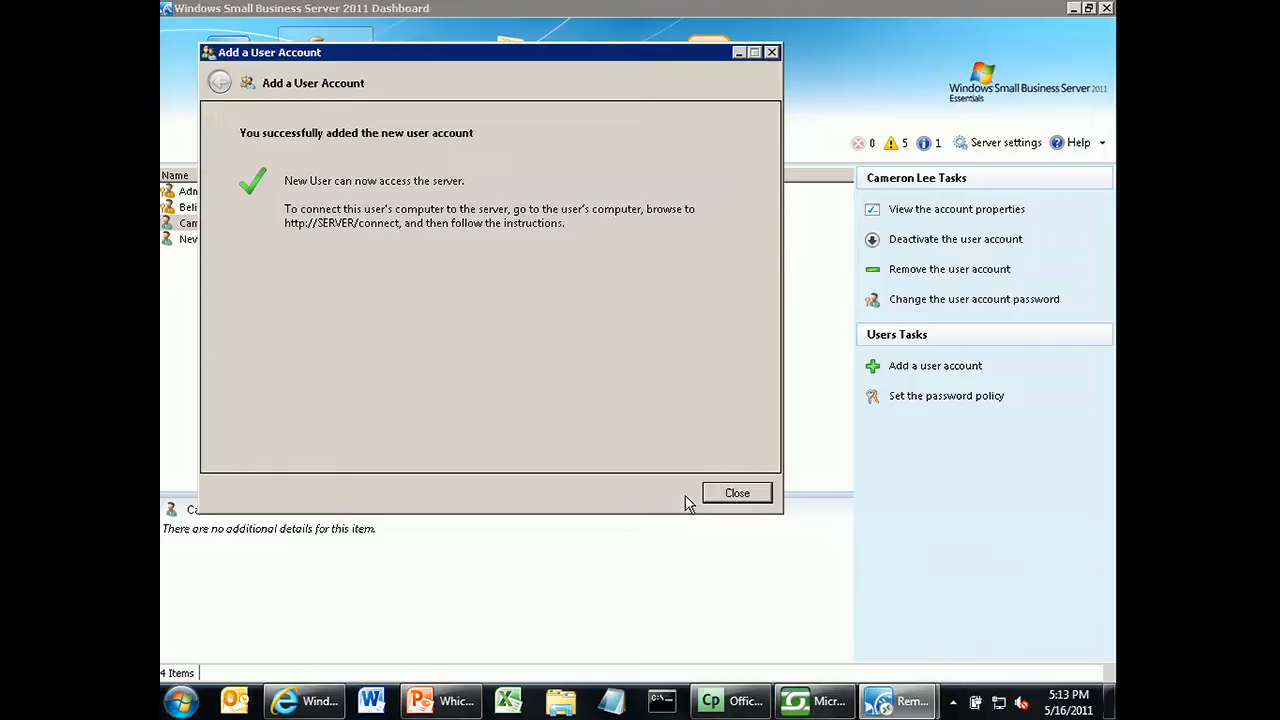 Windows Small Business Server 2011 Dashboard
Add a User Account
Add a User Account
Windows Small Business Server 2011
Essentials
You successfully added the new user account
0 5 1 Server settings Help
Name
Cameron Lee Tasks
New User can now access the server.
View the account properties
To connect this user's computer to the server, go to the user's computer, browse to
http://SERVER/connect, and then follow the instructions.
Adm
Beli
Cam
New
Deactivate the user account
Remove the user account
Change the user account password
Users Tasks
Add a user account
Set the password policy
Close
Ca
There are no additional details for this item.
4 Items
Wind...
Whic...
Offic...
Micr...
Rem...
5:13 PM
5/16/2011